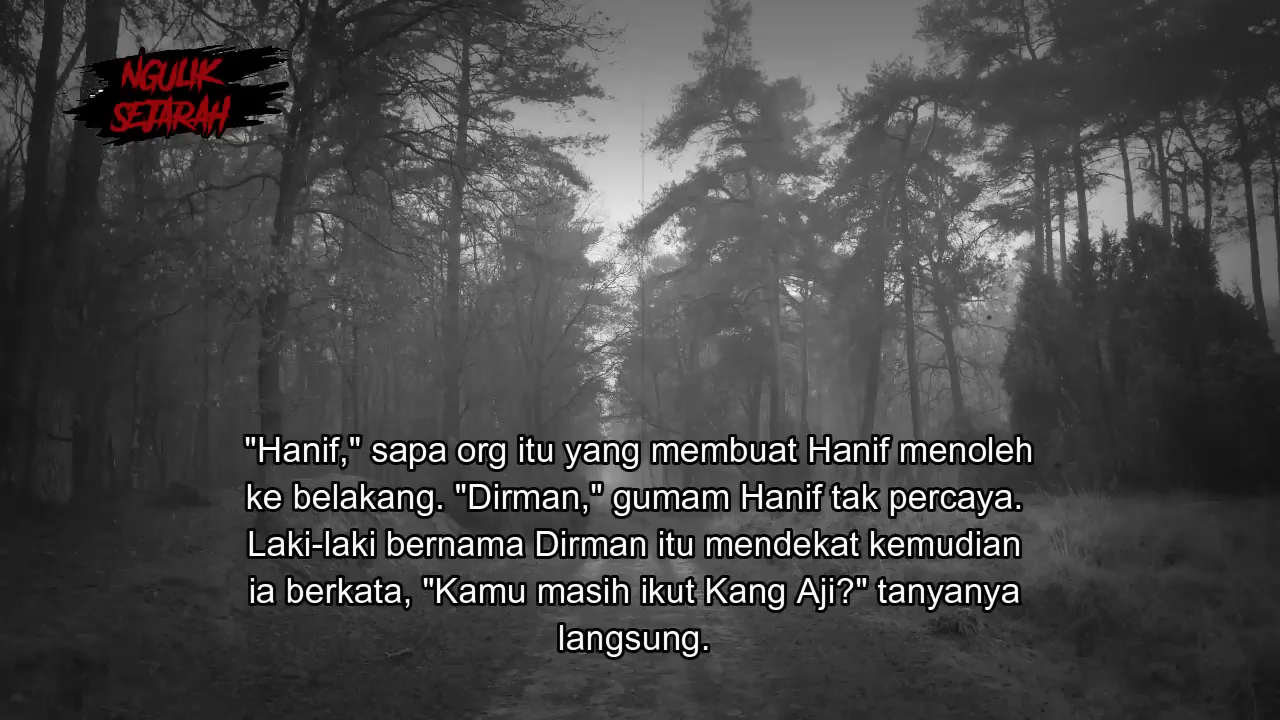 NGULIK
SEJARAH
"Hanif," sapa org itu yang membuat Hanif menoleh
ke belakang. "Dirman," gumam Hanif tak percaya.
Laki-laki bernama Dirman itu mendekat kemudian
ia berkata, "Kamu masih ikut Kang Aji?" tanyanya
langsung.